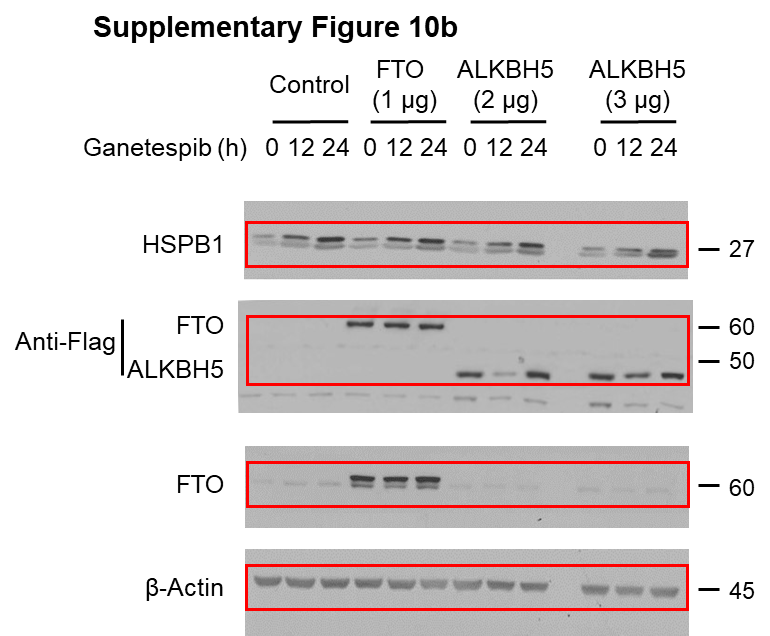 Supplementary Figure 10b
Control FTO (1 µg) ALKBH5 (2 µg) ALKBH5 (3 µg)
Ganetespib (h) 0 12 24 0 12 24 0 12 24 0 12 24
HSPB1 27
Anti-Flag FTO 60
50
ALKBH5
FTO 60
β-Actin 45